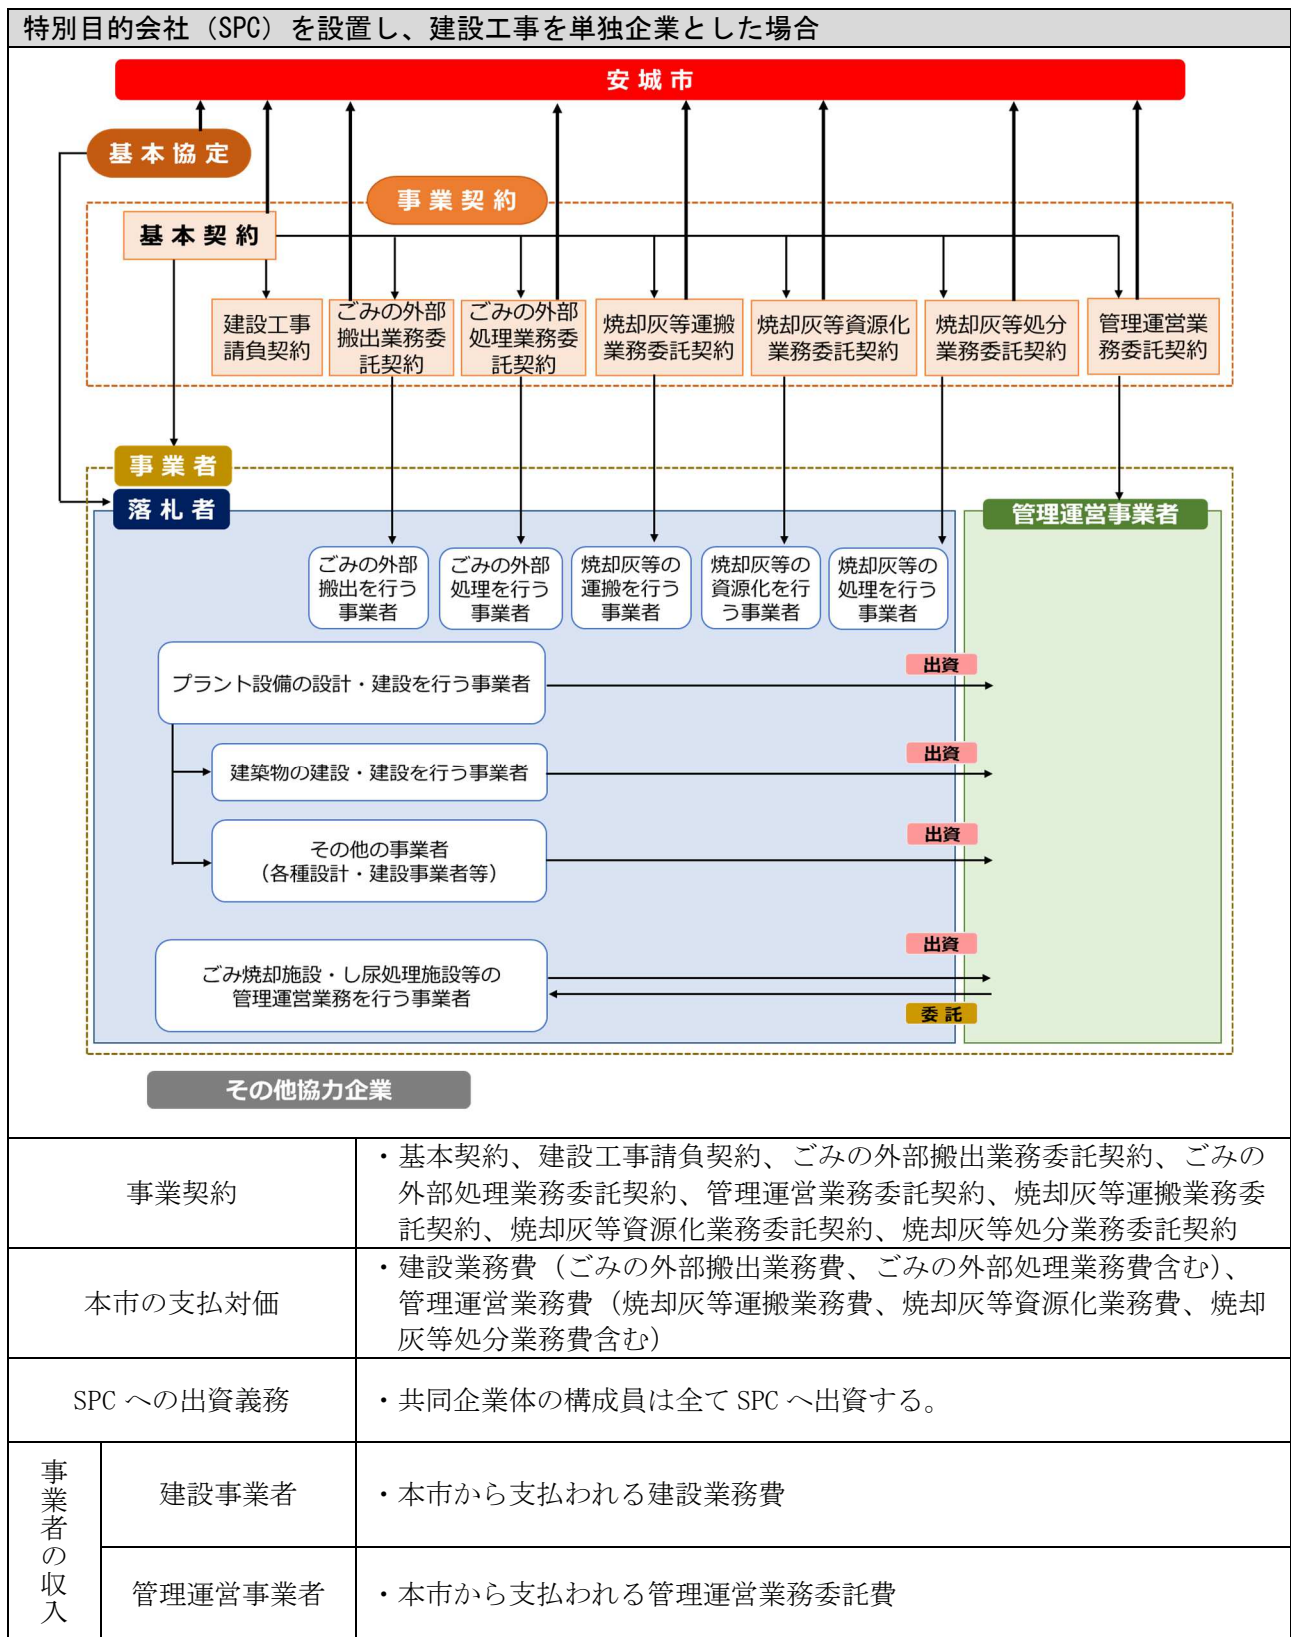 特別目的会社（SPC）を設置し、建設工事を単独企業とした場合
安城市
基本協定
事業契約
基本契約
建設工事
請負契約
ごみの外部
搬出業務委
託契約
ごみの外部
処理業務委
託契約
焼却灰等運搬
業務委託契約
焼却灰等資源化
業務委託契約
焼却灰等処分
業務委託契約
管理運営業
務委託契約
事業者
落札者
管理運営事業者
ごみの外部
搬出を行う
事業者
ごみの外部
処理を行う
事業者
焼却灰等の
運搬を行う
事業者
焼却灰等の
資源化を行
う事業者
焼却灰等の
処理を行う
事業者
プラント設備の設計・建設を行う事業者
出資
建築物の建設・建設を行う事業者
出資
その他の事業者
（各種設計・建設事業者等）
出資
ごみ焼却施設・し尿処理施設等の
管理運営業務を行う事業者
出資
委託
その他協力企業
事業契約
・基本契約、建設工事請負契約、ごみの外部搬出業務委託契約、ごみの
外部処理業務委託契約、管理運営業務委託契約、焼却灰等運搬業務委
託契約、焼却灰等資源化業務委託契約、焼却灰等処分業務委託契約
本市の支払対価
・建設業務費（ごみの外部搬出業務費、ごみの外部処理業務費含む）、
管理運営業務費（焼却灰等運搬業務費、焼却灰等資源化業務費、焼却
灰等処分業務費含む）
SPCへの出資義務
・共同企業体の構成員は全てSPCへ出資する。
事業者の収入
建設事業者
・本市から支払われる建設業務費
管理運営事業者
・本市から支払われる管理運営業務委託費